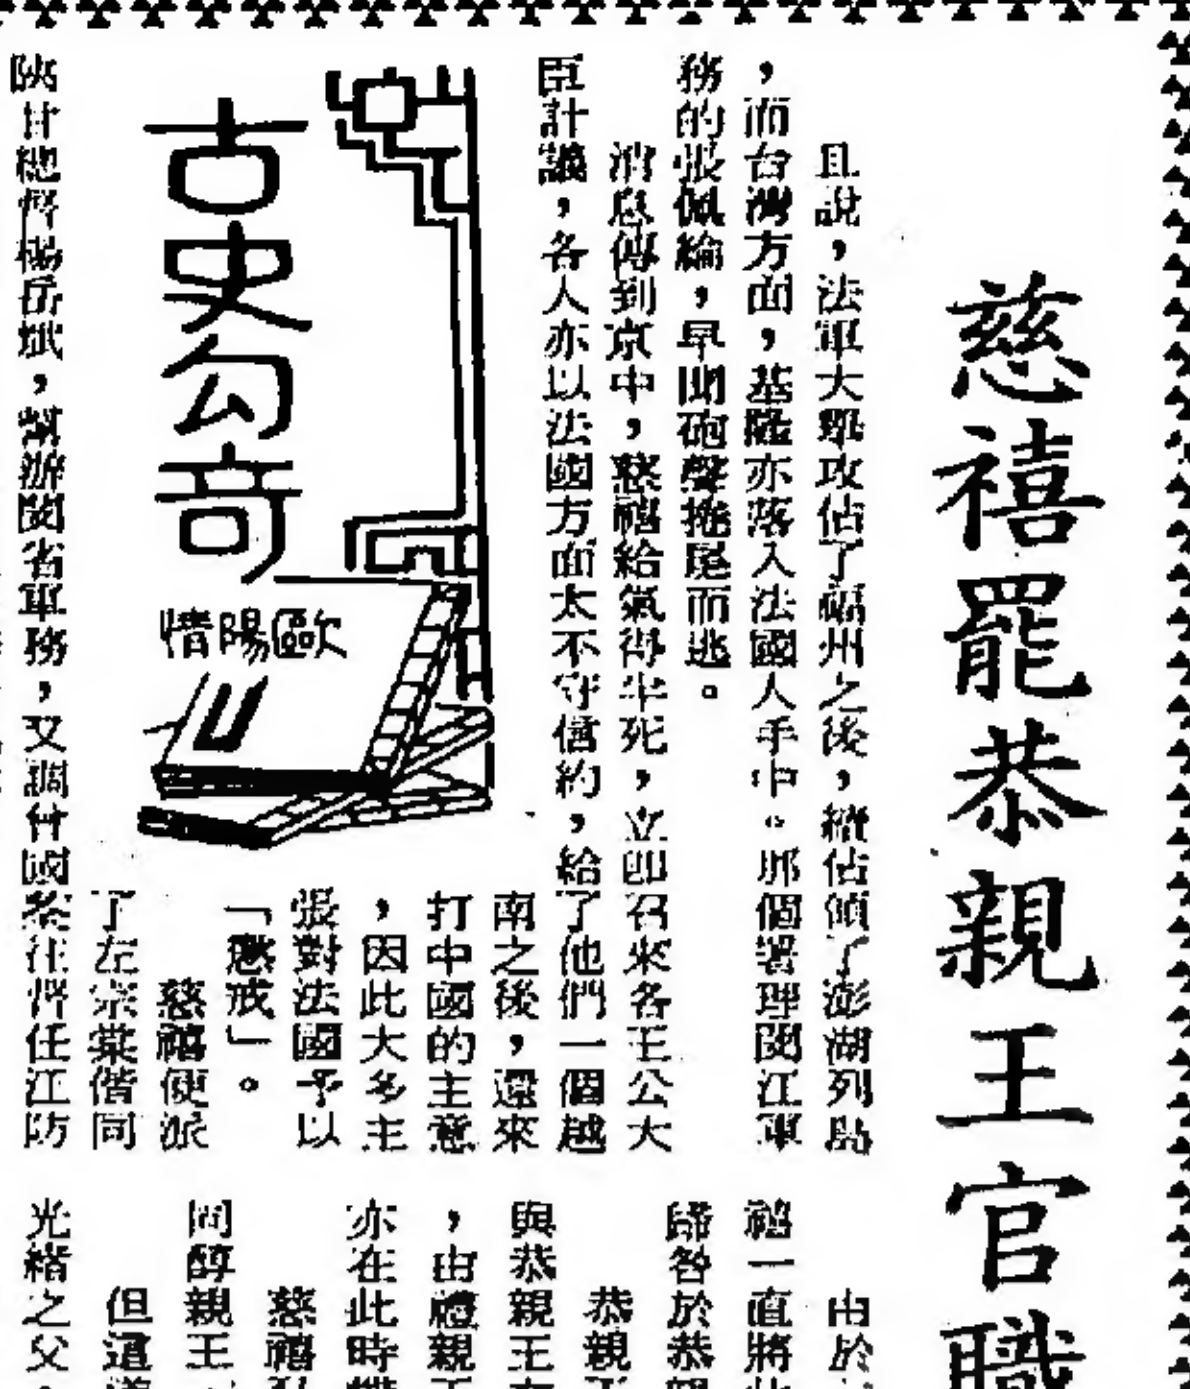 慈禧罷恭親王官職
且說，法軍大舉攻佔了福州之後，續佔領了澎湖列島
，而台灣方面，基隆亦落入法國人手中。那個署理閩江軍
務的張佩綸，早聞砲聲捲尾而逃。
消息傳到京中，慈禧給氣得半死，立即召來各王公大
臣計議，各人亦以法國方面太不守信約，給了他們一個越
南之後，還來
打中國的主意
，因此大多主
張對法國予以
「懲戒」。
慈禧便派
了左宗棠偕同
陝甘總督楊岳斌，幫辦閩省軍務，又調曾國荃往督任江防
古史勾奇
歐陽情
由於
禧一直將
歸咎於恭
恭親王
與恭親王
，由禮親王
亦在此時
慈禧
同醇親王
但這
光緒之父